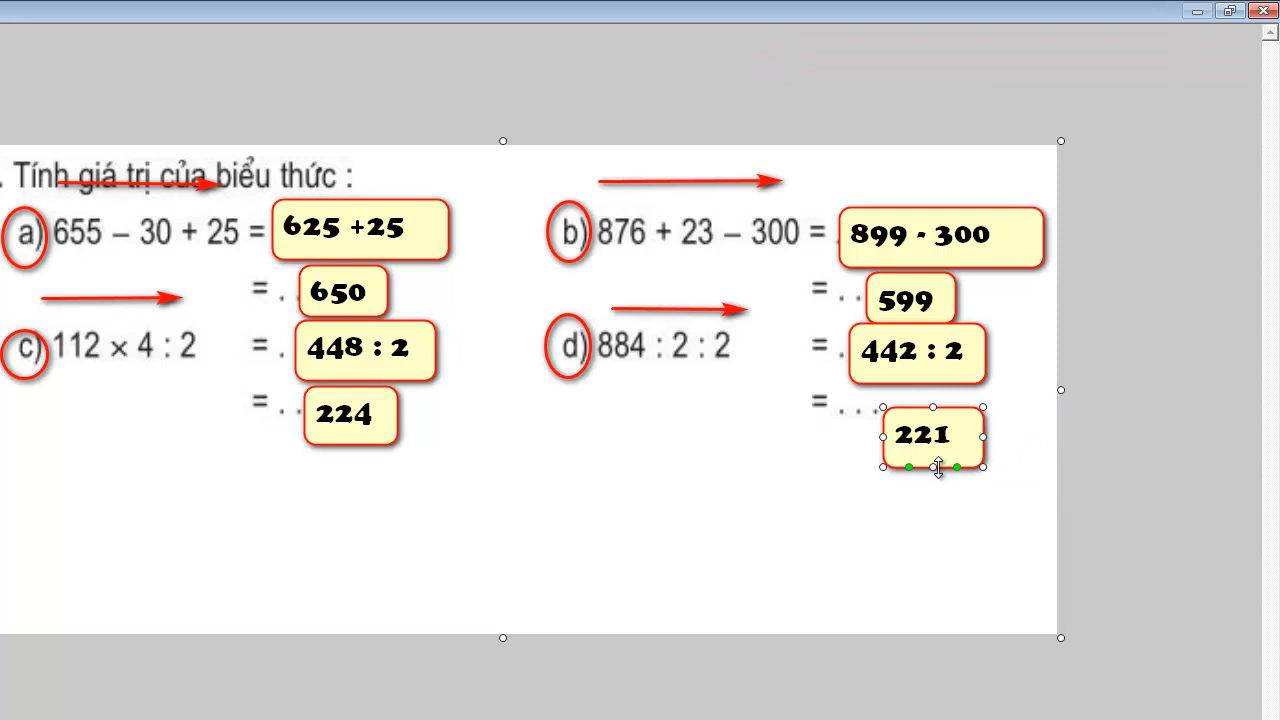 . Tính giá trị của biểu thức :
a) 655 – 30 + 25 = 625 +25
= . . 650
c) 112 × 4 : 2 = . 448 : 2
= . . 224
b) 876 + 23 – 300 = . 899 - 300
= . . 599
d) 884 : 2 : 2 = . 442 : 2
= . . . 221